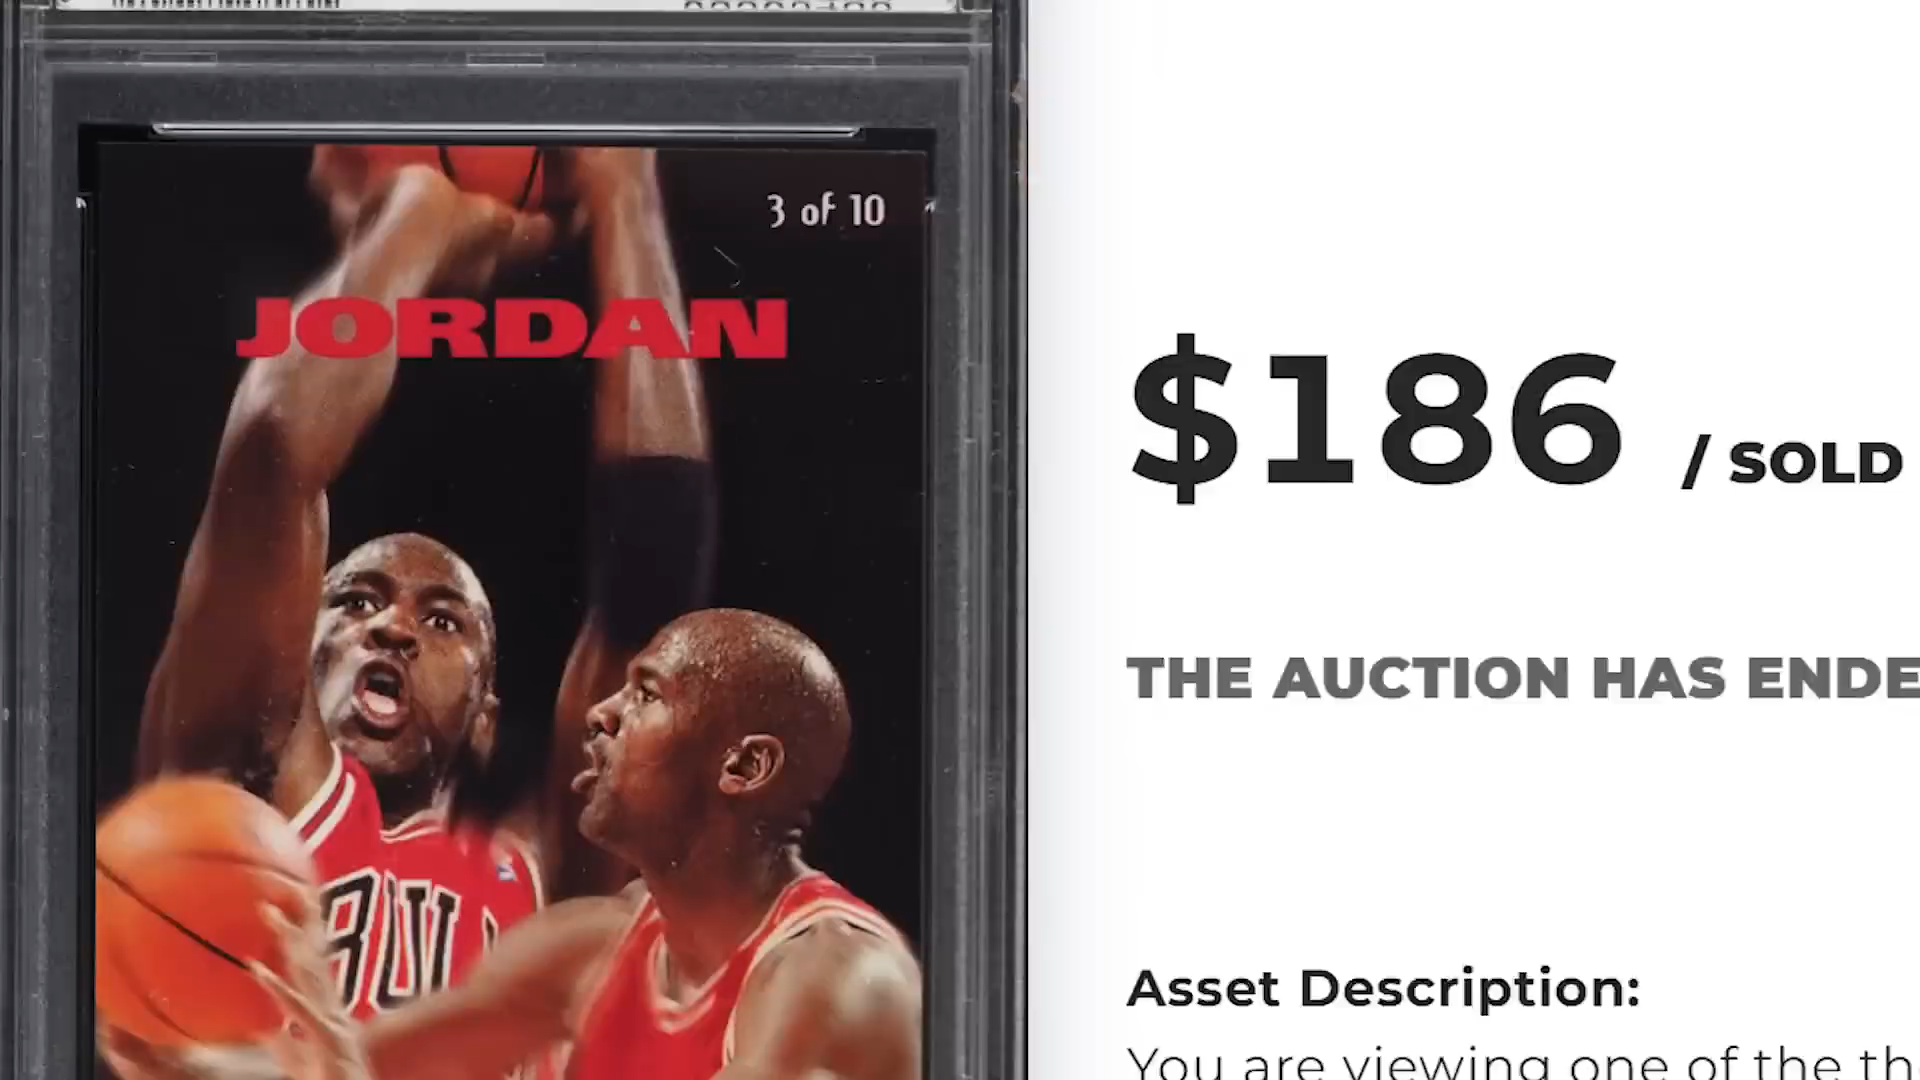 3 of 10
JORDAN
BUL
$186 / SOLD
THE AUCTION HAS ENDE
Asset Description:
You are viewing one of the th